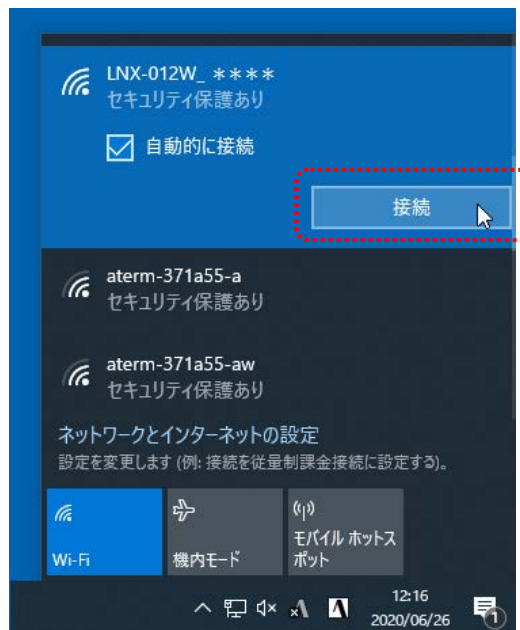 LNX-012W_ ****
セキュリティ保護あり
自動的に接続
接続
aterm-371a55-a
セキュリティ保護あり
aterm-371a55-aw
セキュリティ保護あり
ネットワークとインターネットの設定
設定を変更します (例: 接続を従量制課金接続に設定する)。
Wi-Fi
機内モード
モバイル ホットス
ポット
12:16
2020/06/26
1